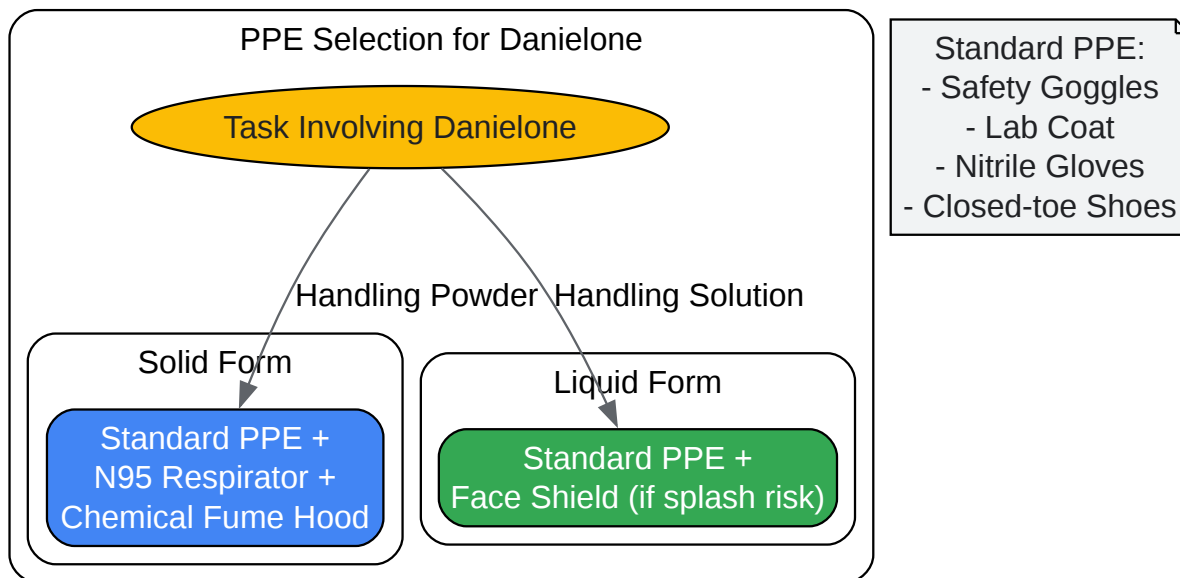 PPE Selection for Danielone
Task Involving Danielone
Handling Powder
Handling Solution
Solid Form
Standard PPE +
N95 Respirator +
Chemical Fume Hood
Liquid Form
Standard PPE +
Face Shield (if splash risk)
Standard PPE:
- Safety Goggles
- Lab Coat
- Nitrile Gloves
- Closed-toe Shoes